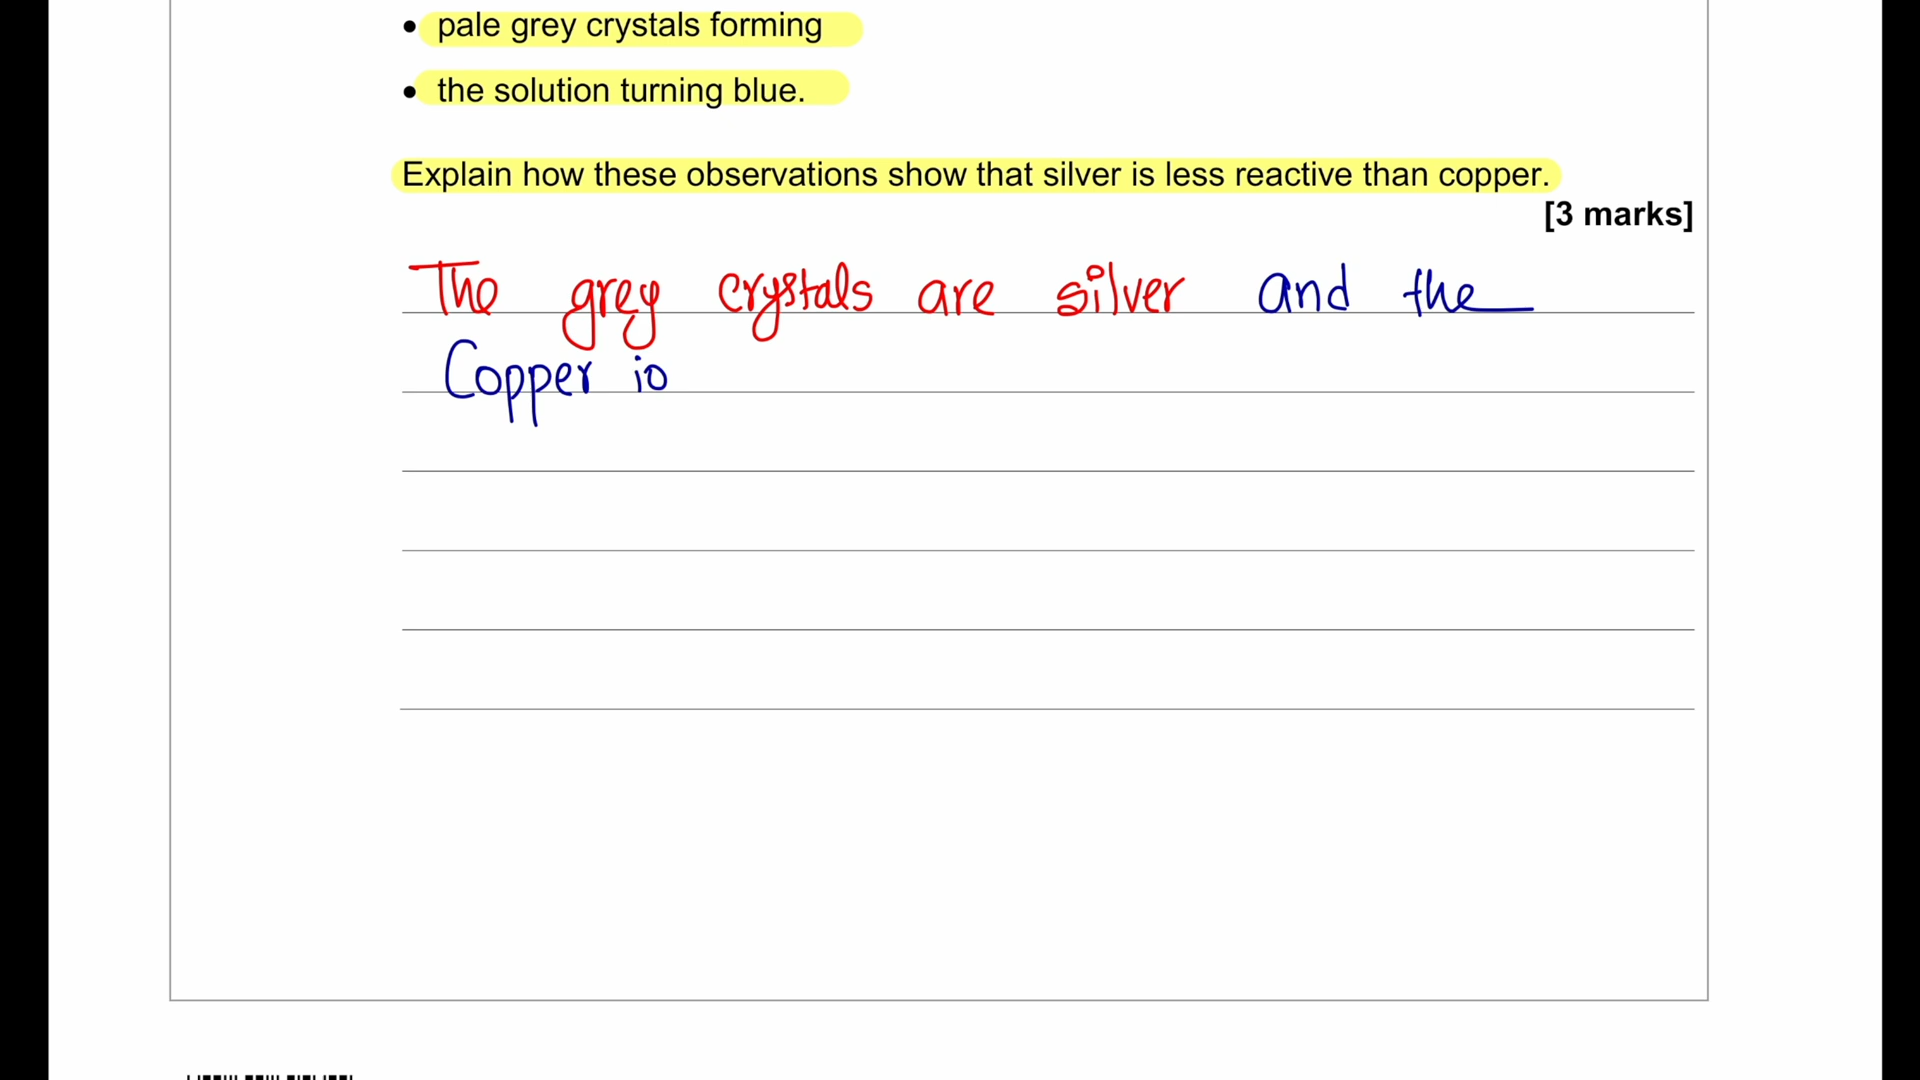 • pale grey crystals forming
• the solution turning blue.
Explain how these observations show that silver is less reactive than copper.
[3 marks]
The grey crystals are silver and the
Copper io